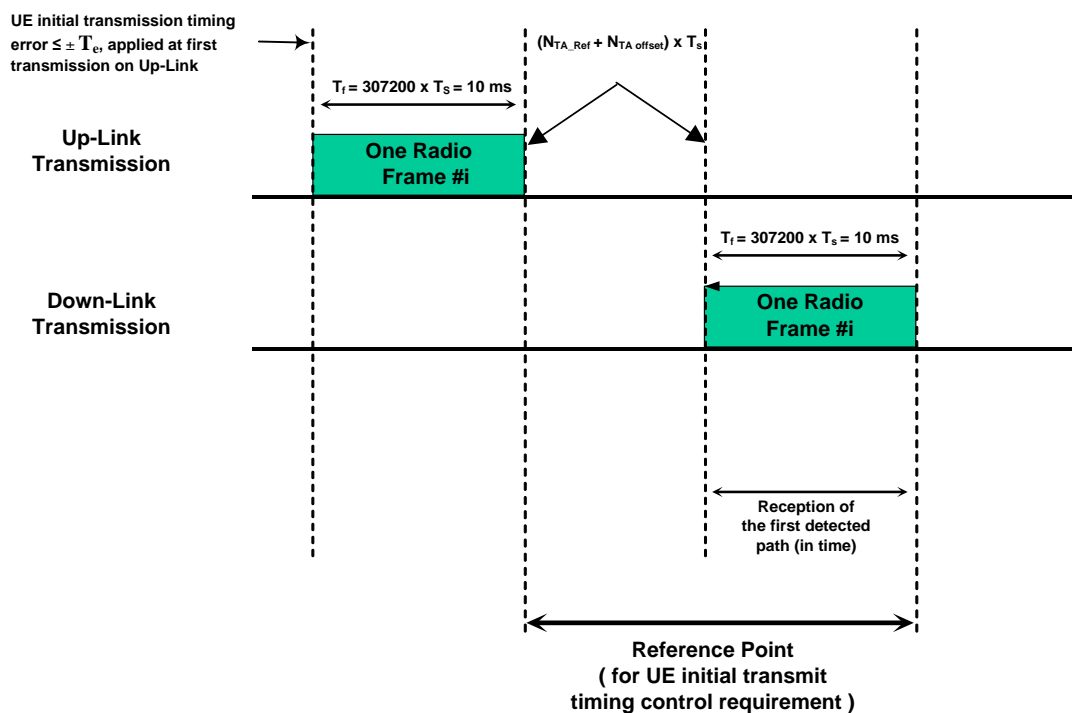 UE initial transmission timing
error ≤ ± Te, applied at first
transmission on Up-Link
(NTA_Ref + NTA offset) x Ts
Tf = 307200 x TS = 10 ms
Up-Link
Transmission
One Radio
Frame #i
Tf = 307200 x Ts = 10 ms
Down-Link
Transmission
One Radio
Frame #i
Reception of
the first detected
path (in time)
Reference Point
( for UE initial transmit
timing control requirement )